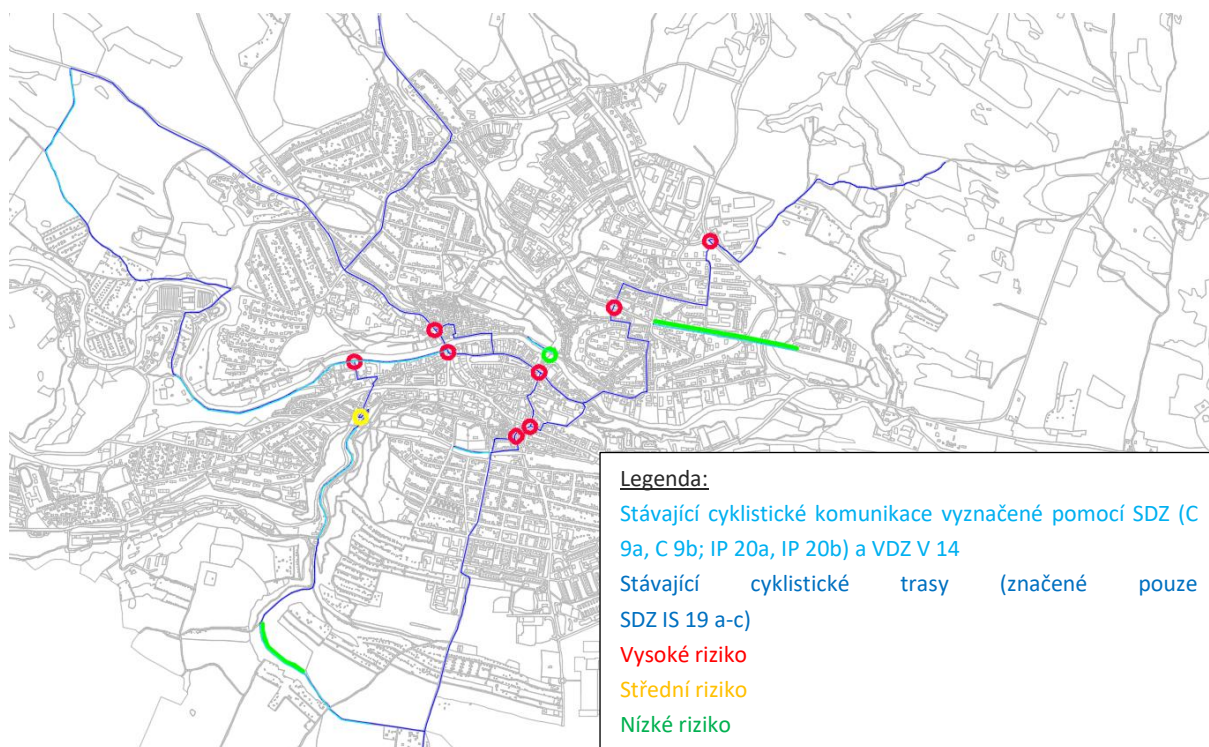 Legenda:
Stávající cyklistické komunikace vyznačené pomocí SDZ (C
9a, C 9b; IP 20a, IP 20b) a VDZ V 14
Stávající cyklistické trasy (značené pouze
SDZ IS 19 a-c)
Vysoké riziko
Střední riziko
Nízké riziko